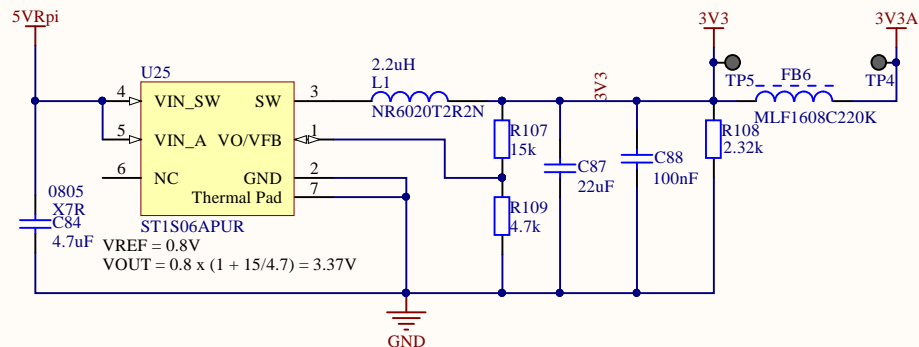 5VRpi
3V3
3V3A
U25
2.2uH
L1
NR6020T2R2N
4
VIN_SW
SW
3
5
VIN_A
VO/VFB
1
6
NC
GND
2
Thermal Pad
7
ST1S06APUR
0805
X7R
C84
4.7uF
VREF = 0.8V
VOUT = 0.8 x (1 + 15/4.7) = 3.37V
R107
15k
R109
4.7k
C87
22uF
3V3
C88
100nF
R108
2.32k
TP5
FB6
MLF1608C220K
TP4
GND